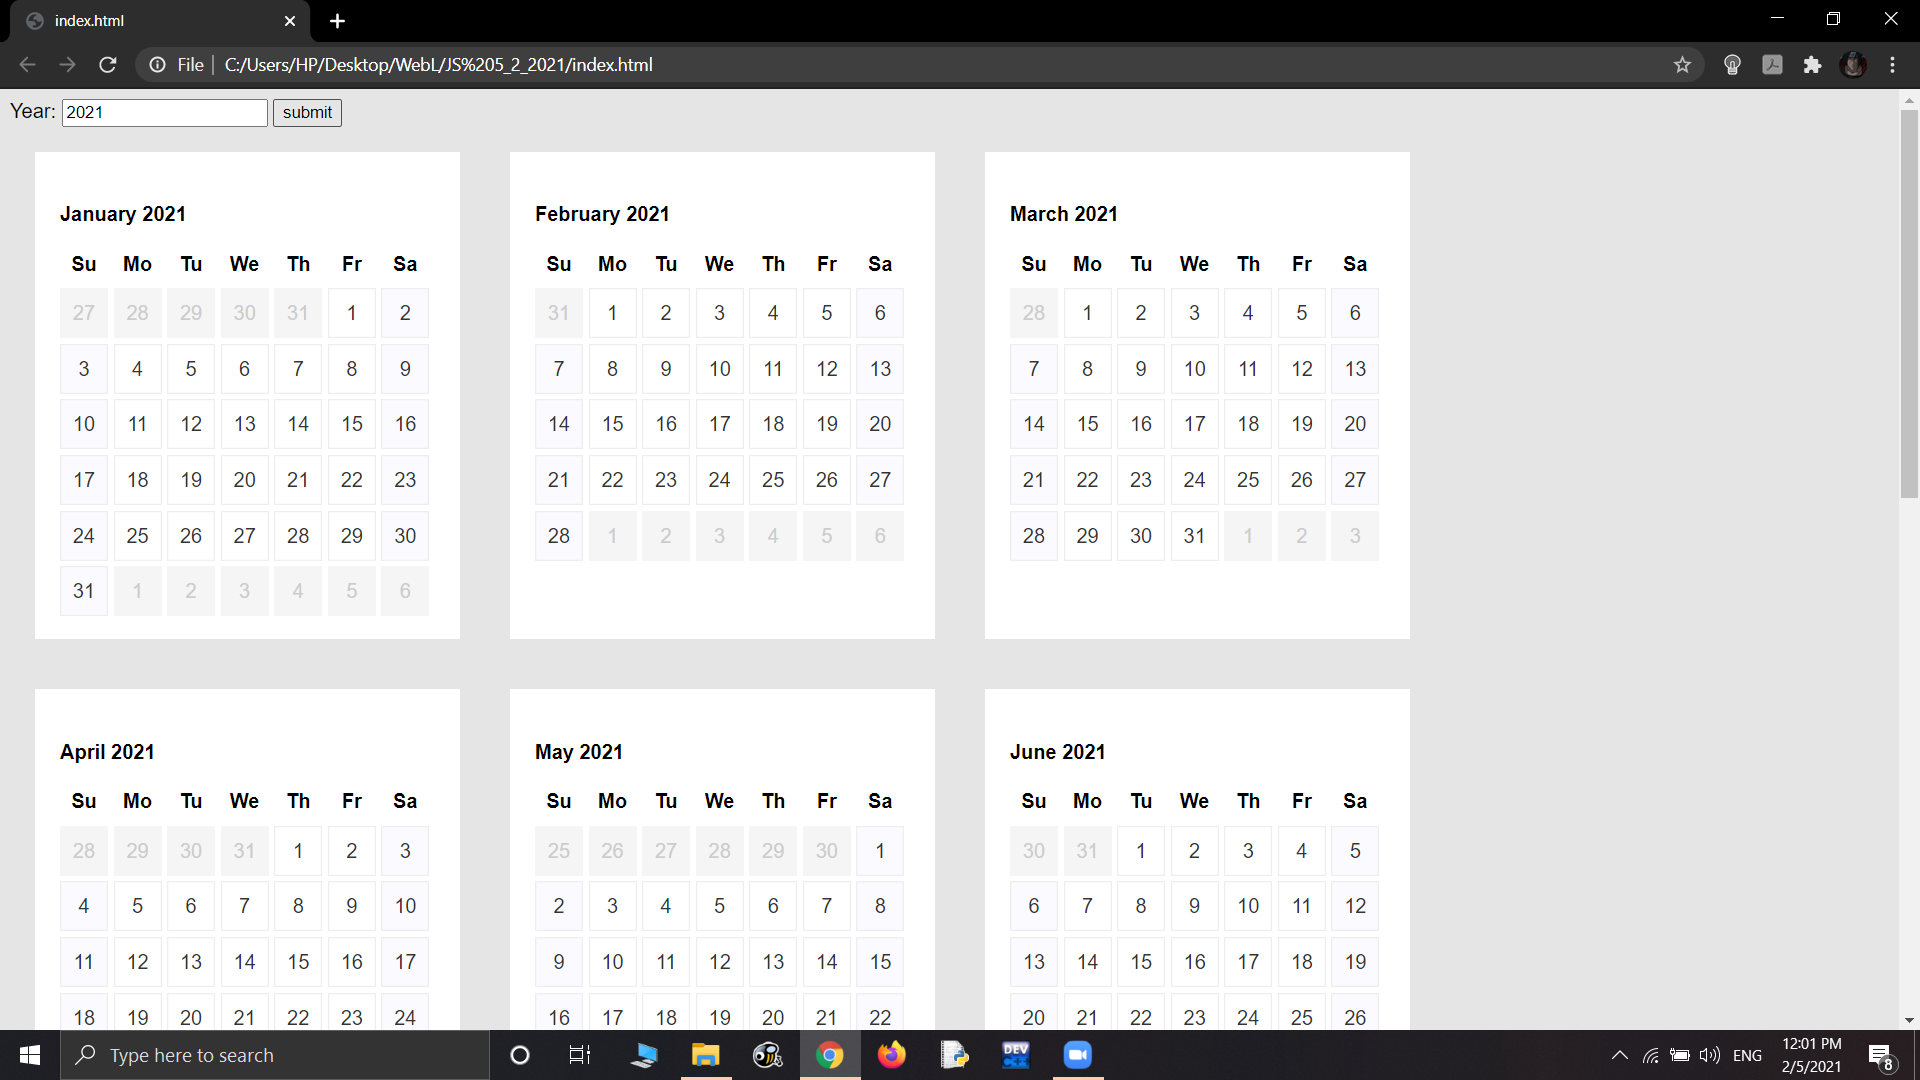 index.html
File C:/Users/HP/Desktop/WebL/JS%205_2_2021/index.html
Year: 2021 submit
January 2021
Su Mo Tu We Th Fr Sa
27 28 29 30 31 1 2
3 4 5 6 7 8 9
10 11 12 13 14 15 16
17 18 19 20 21 22 23
24 25 26 27 28 29 30
31 1 2 3 4 5 6
February 2021
Su Mo Tu We Th Fr Sa
31 1 2 3 4 5 6
7 8 9 10 11 12 13
14 15 16 17 18 19 20
21 22 23 24 25 26 27
28 1 2 3 4 5 6
March 2021
Su Mo Tu We Th Fr Sa
28 1 2 3 4 5 6
7 8 9 10 11 12 13
14 15 16 17 18 19 20
21 22 23 24 25 26 27
28 29 30 31 1 2 3
April 2021
Su Mo Tu We Th Fr Sa
28 29 30 31 1 2 3
4 5 6 7 8 9 10
11 12 13 14 15 16 17
18 19 20 21 22 23 24
May 2021
Su Mo Tu We Th Fr Sa
25 26 27 28 29 30 1
2 3 4 5 6 7 8
9 10 11 12 13 14 15
16 17 18 19 20 21 22
June 2021
Su Mo Tu We Th Fr Sa
30 31 1 2 3 4 5
6 7 8 9 10 11 12
13 14 15 16 17 18 19
20 21 22 23 24 25 26
Type here to search
DEV
C++
ENG
12:01 PM
2/5/2021
8